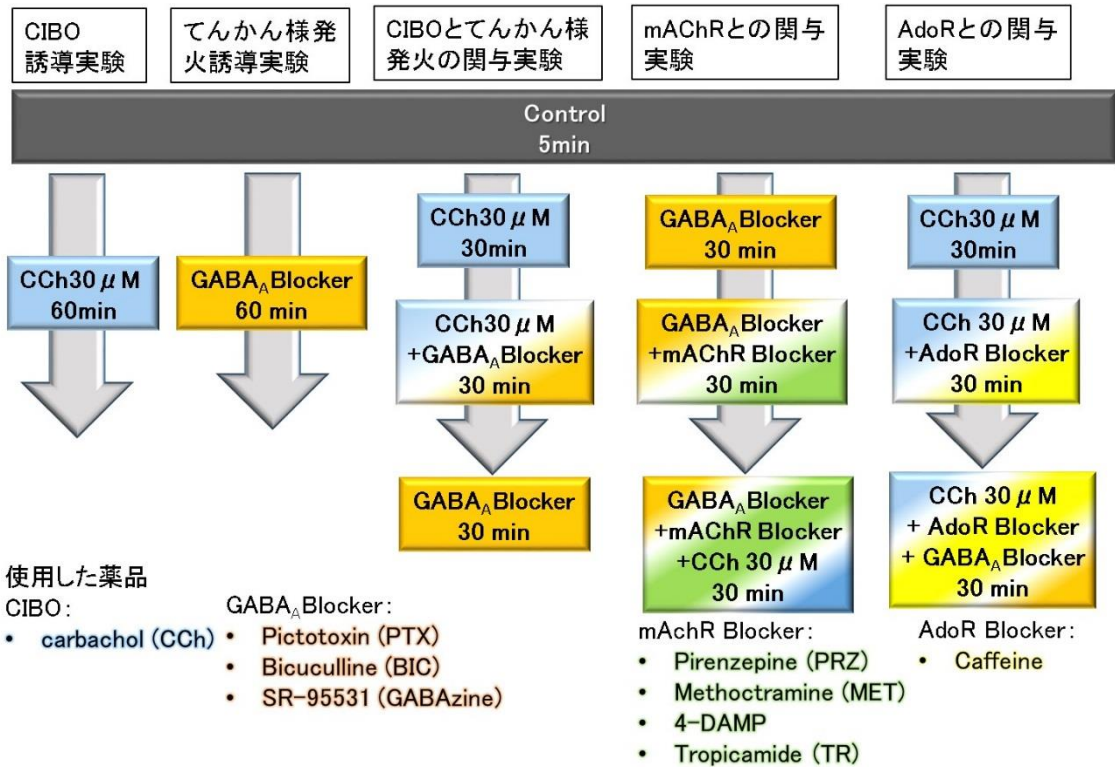 CIBO
誘導実験
てんかん様発
火誘導実験
CIBOとてんかん様
発火の関与実験
mAChRとの関与
実験
AdoRとの関与
実験
Control
5min
CCh30μM
60min
GABAABlocker
60 min
CCh30μM
30min
CCh30μM
+GABAABlocker
30 min
GABAABlocker
30 min
GABAABlocker
30 min
GABAABlocker
+mAChR Blocker
30 min
GABAABlocker
+mAChR Blocker
+CCh 30μM
30 min
CCh30μM
30min
CCh 30μM
+AdoR Blocker
30 min
CCh 30μM
+ AdoR Blocker
+ GABAABlocker
30 min
使用した薬品
CIBO:
• carbachol (CCh)
GABAABlocker:
• Pictotoxin (PTX)
• Bicuculline (BIC)
• SR-95531 (GABAzine)
mAchR Blocker:
• Pirenzepine (PRZ)
• Methoctramine (MET)
• 4-DAMP
• Tropicamide (TR)
AdoR Blocker:
• Caffeine